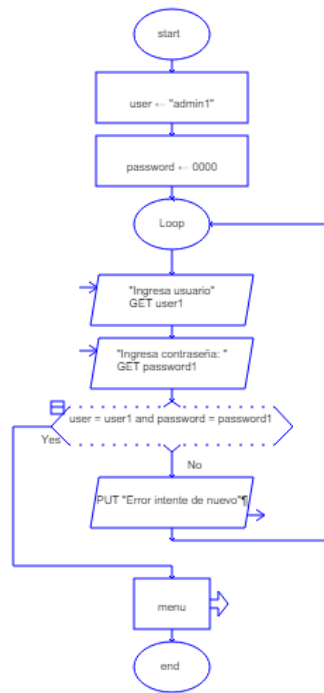 start
user ← "admin1"
password ← 0000
Loop
"Ingresa usuario"
GET user1
"Ingresa contraseña: "
GET password1
user = user1 and password = password1
Yes
No
PUT "Error intente de nuevo"¶
menu
end